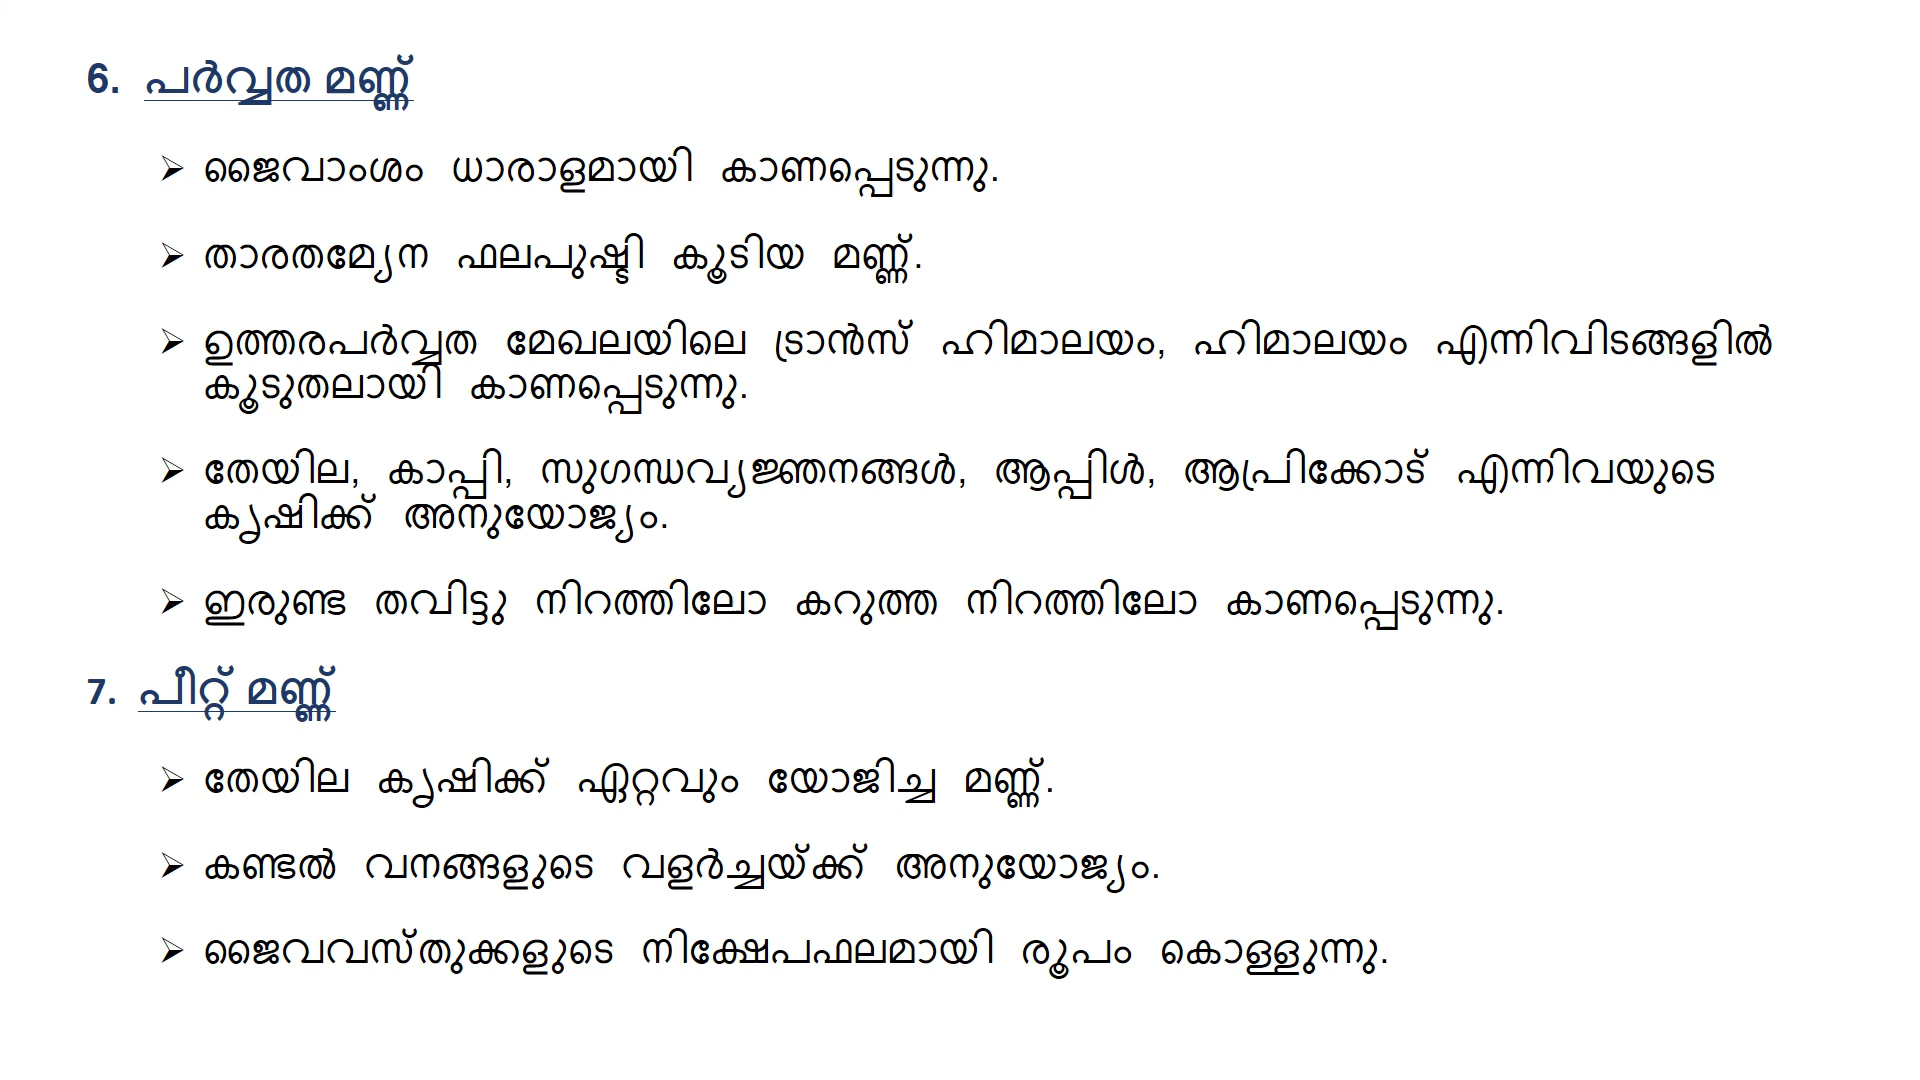 6. പർവ്വത മണ്ണ്
➢ ജൈവാംശം ധാരാളമായി കാണപ്പെടുന്നു.
➢ താരതമ്യേന ഫലപുഷ്ടി കൂടിയ മണ്ണ്.
➢ ഉത്തരപർവ്വത മേഖലയിലെ ട്രാൻസ് ഹിമാലയം, ഹിമാലയം എന്നിവിടങ്ങളിൽ
കൂടുതലായി കാണപ്പെടുന്നു.
➢ തേയില, കാപ്പി, സുഗന്ധവ്യജ്ഞനങ്ങൾ, ആപ്പിൾ, ആപ്രിക്കോട് എന്നിവയുടെ
കൃഷിക്ക് അനുയോജ്യം.
➢ ഇരുണ്ട തവിട്ടു നിറത്തിലോ കറുത്ത നിറത്തിലോ കാണപ്പെടുന്നു.
7. പീറ്റ് മണ്ണ്
➢ തേയില കൃഷിക്ക് ഏറ്റവും യോജിച്ച മണ്ണ്.
➢ കണ്ടൽ വനങ്ങളുടെ വളർച്ചയ്ക്ക് അനുയോജ്യം.
➢ ജൈവവസ്തുക്കളുടെ നിക്ഷേപഫലമായി രൂപം കൊള്ളുന്നു.